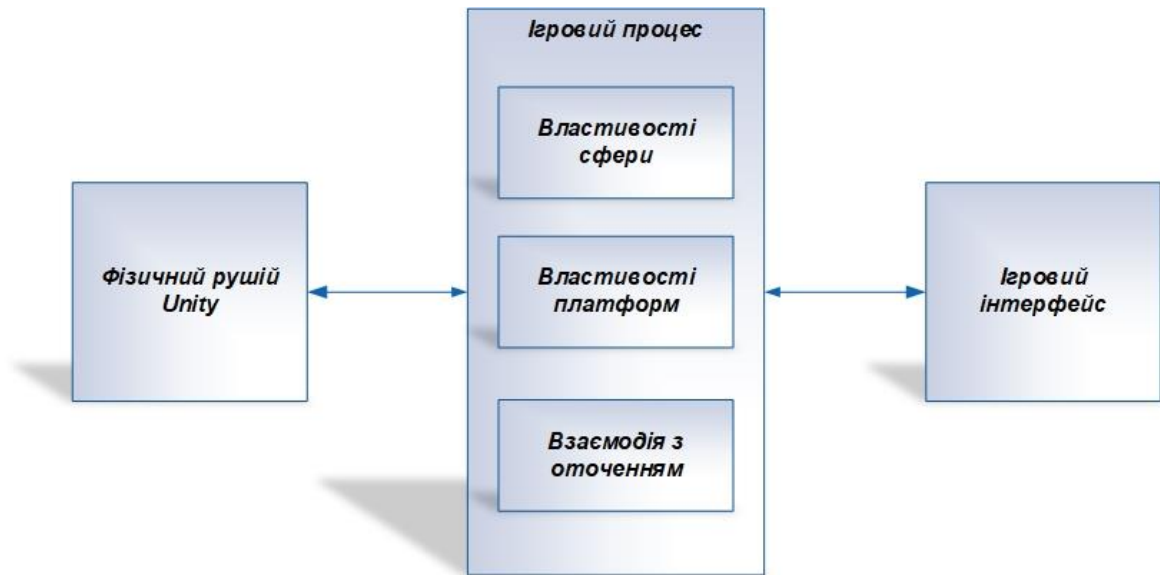 Ігровий процес
Властивості
сфери
Фізичний рушій
Unity
Властивості
платформ
Ігровий
інтерфейс
Взаємодія з
оточенням